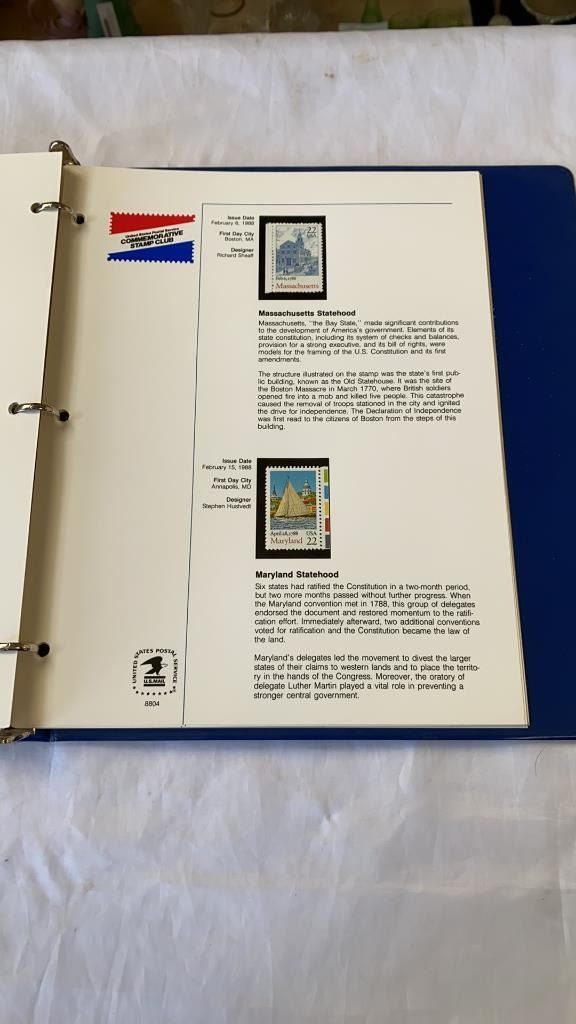 United States Postal Service
COMMEMORATIVE
STAMP CLUB
Issue Date
February 6, 1988
First Day City
Boston, MA
Designer
Richard Sheaff
22
USA
Feb. 6, 1788
Massachusetts
Massachusetts Statehood
Massachusetts, "the Bay State," made significant contributions
to the development of America's government. Elements of its
state constitution, including its system of checks and balances,
provision for a strong executive, and its bill of rights, were
models for the framing of the U.S. Constitution and its first
amendments.
The structure illustrated on the stamp was the state's first pub-
lic building, known as the Old Statehouse. It was the site of
the Boston Massacre in March 1770, where British soldiers
opened fire into a mob and killed five people. This catastrophe
caused the removal of troops stationed in the city and ignited
the drive for independence. The Declaration of Independence
was first read to the citizens of Boston from the steps of this
building.
Issue Date
February 15, 1988
First Day City
Annapolis, MD
Designer
Stephen Hustvedt
April 28, 1788 USA
Maryland 22
Maryland Statehood
Six states had ratified the Constitution in a two-month period,
but two more months passed without further progress. When
the Maryland convention met in 1788, this group of delegates
endorsed the document and restored momentum to the ratifi-
cation effort. Immediately afterward, two additional conventions
voted for ratification and the Constitution became the law of
the land.
Maryland's delegates led the movement to divest the larger
states of their claims to western lands and to place the territo-
ry in the hands of the Congress. Moreover, the oratory of
delegate Luther Martin played a vital role in preventing a
stronger central government.
UNITED STATES POSTAL SERVICE
U.S.MAIL
8804